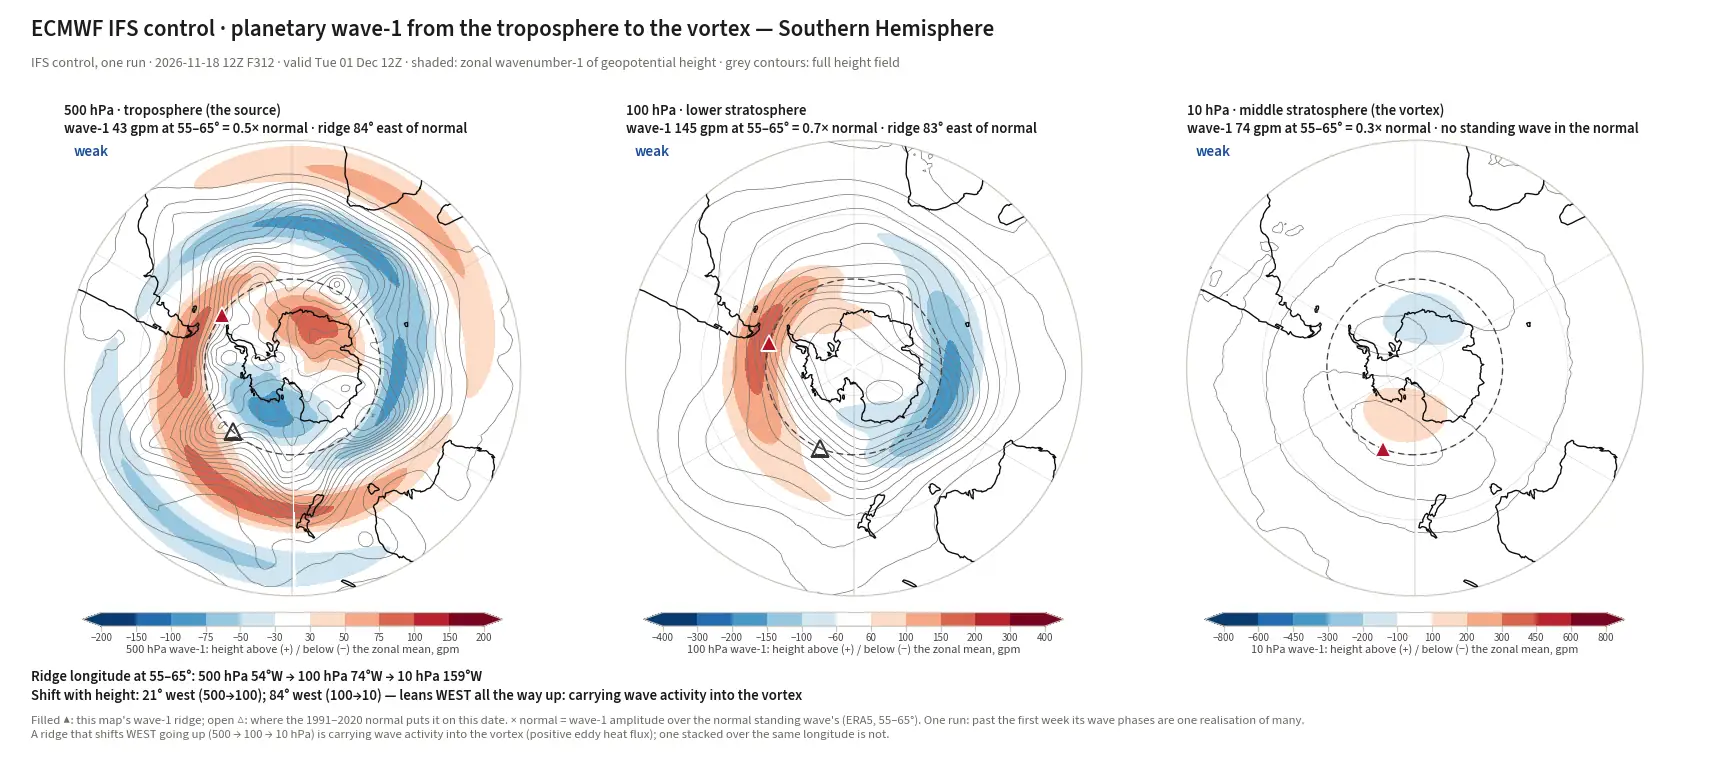 ECMWF IFS control · planetary wave-1 from the troposphere to the vortex — Southern Hemisphere
IFS control, one run · 2026-11-18 12Z F312 · valid Tue 01 Dec 12Z · shaded: zonal wavenumber-1 of geopotential height · grey contours: full height field
500 hPa · troposphere (the source)
wave-1 43 gpm at 55–65° = 0.5× normal · ridge 84° east of normal
weak
100 hPa · lower stratosphere
wave-1 145 gpm at 55–65° = 0.7× normal · ridge 83° east of normal
weak
10 hPa · middle stratosphere (the vortex)
wave-1 74 gpm at 55–65° = 0.3× normal · no standing wave in the normal
weak
−200 −150 −100 −75 −50 −30 30 50 75 100 150 200
500 hPa wave-1: height above (+) / below (−) the zonal mean, gpm
−400 −300 −200 −150 −100 −60 60 100 150 200 300 400
100 hPa wave-1: height above (+) / below (−) the zonal mean, gpm
−800 −600 −450 −300 −200 −100 100 200 300 450 600 800
10 hPa wave-1: height above (+) / below (−) the zonal mean, gpm
Ridge longitude at 55–65°: 500 hPa 54°W → 100 hPa 74°W → 10 hPa 159°W
Shift with height: 21° west (500→100); 84° west (100→10) — leans WEST all the way up: carrying wave activity into the vortex
Filled ▲: this map's wave-1 ridge; open △: where the 1991–2020 normal puts it on this date. × normal = wave-1 amplitude over the normal standing wave's (ERA5, 55–65°). One run: past the first week its wave phases are one realisation of many.
A ridge that shifts WEST going up (500 → 100 → 10 hPa) is carrying wave activity into the vortex (positive eddy heat flux); one stacked over the same longitude is not.